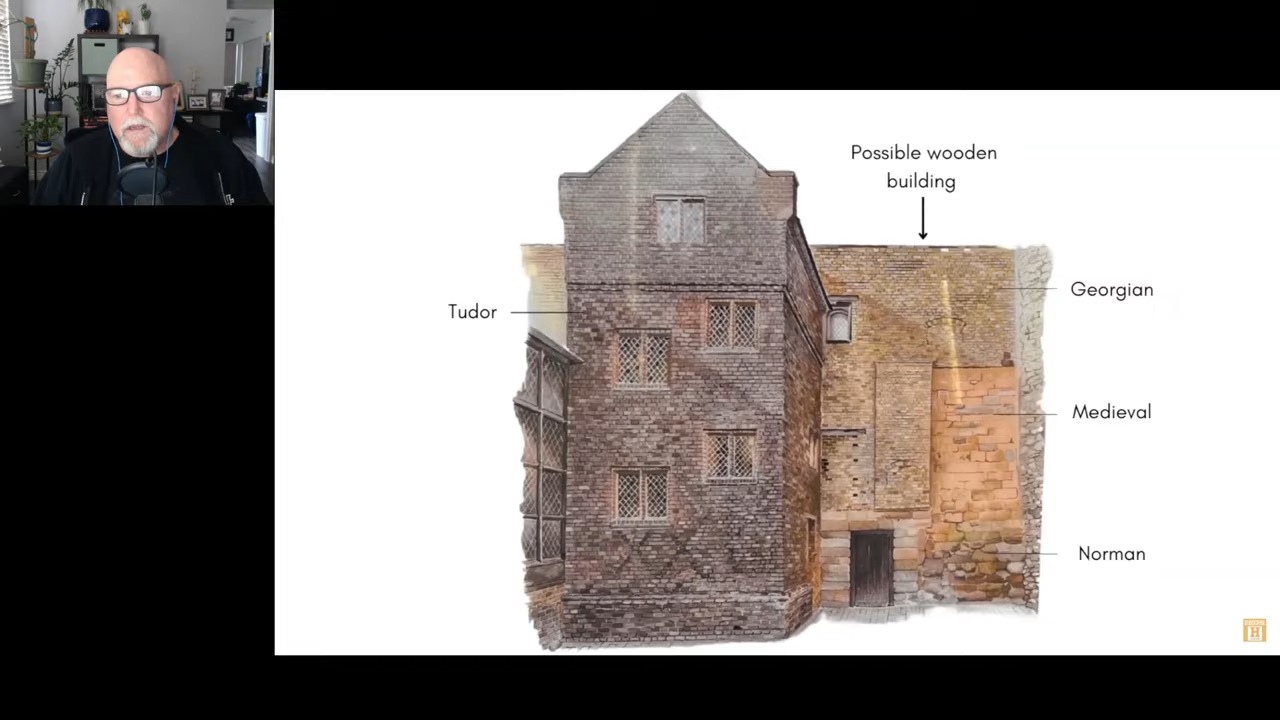 Possible wooden
building
Tudor
Georgian
Medieval
Norman
H